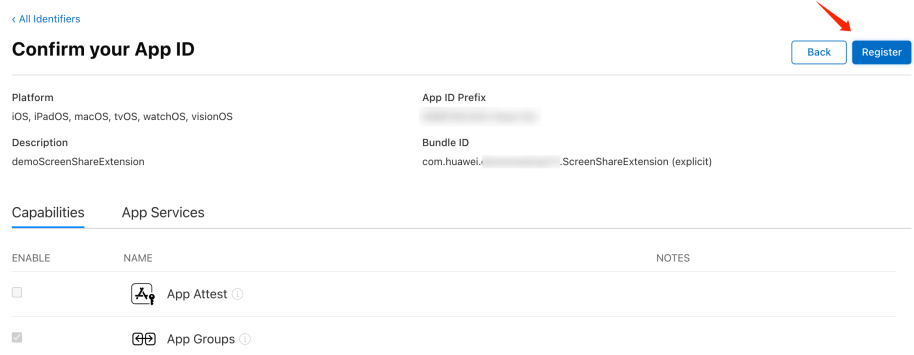 ‹ All Identifiers
Confirm your App ID
Back
Register
Platform
App ID Prefix
iOS, iPadOS, macOS, tvOS, watchOS, visionOS
Description
Bundle ID
demoScreenShareExtension
com.huawei. .ScreenShareExtension (explicit)
Capabilities
App Services
ENABLE
NAME
NOTES
App Attest
App Groups